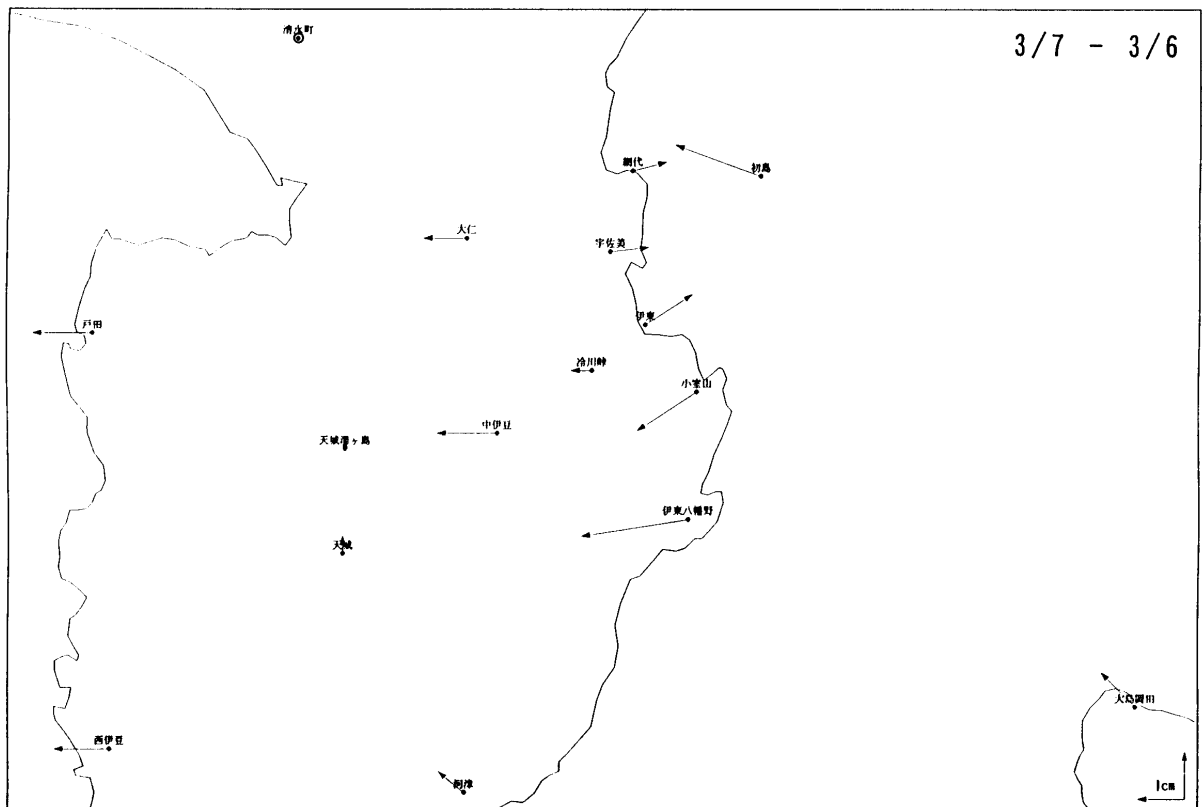 清水町
3/7 - 3/6
網代
初島
大仁
宇佐美
戸田
伊東
冷川峠
小室山
中伊豆
天城湯ヶ島
伊東八幡野
天城
大島岡田
西伊豆
河津
1cm